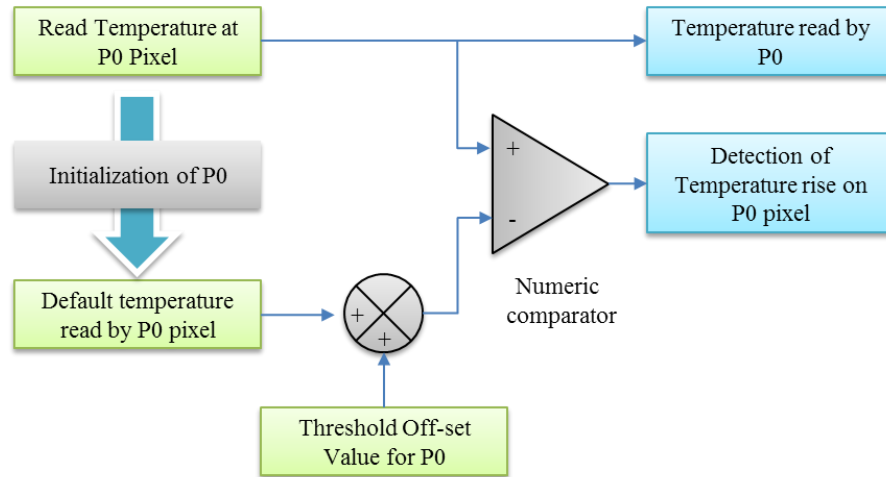 Read Temperature at
P0 Pixel
Temperature read by
P0
Initialization of P0
+
-
Detection of
Temperature rise on
P0 pixel
Default temperature
read by P0 pixel
+
+
Numeric
comparator
Threshold Off-set
Value for P0